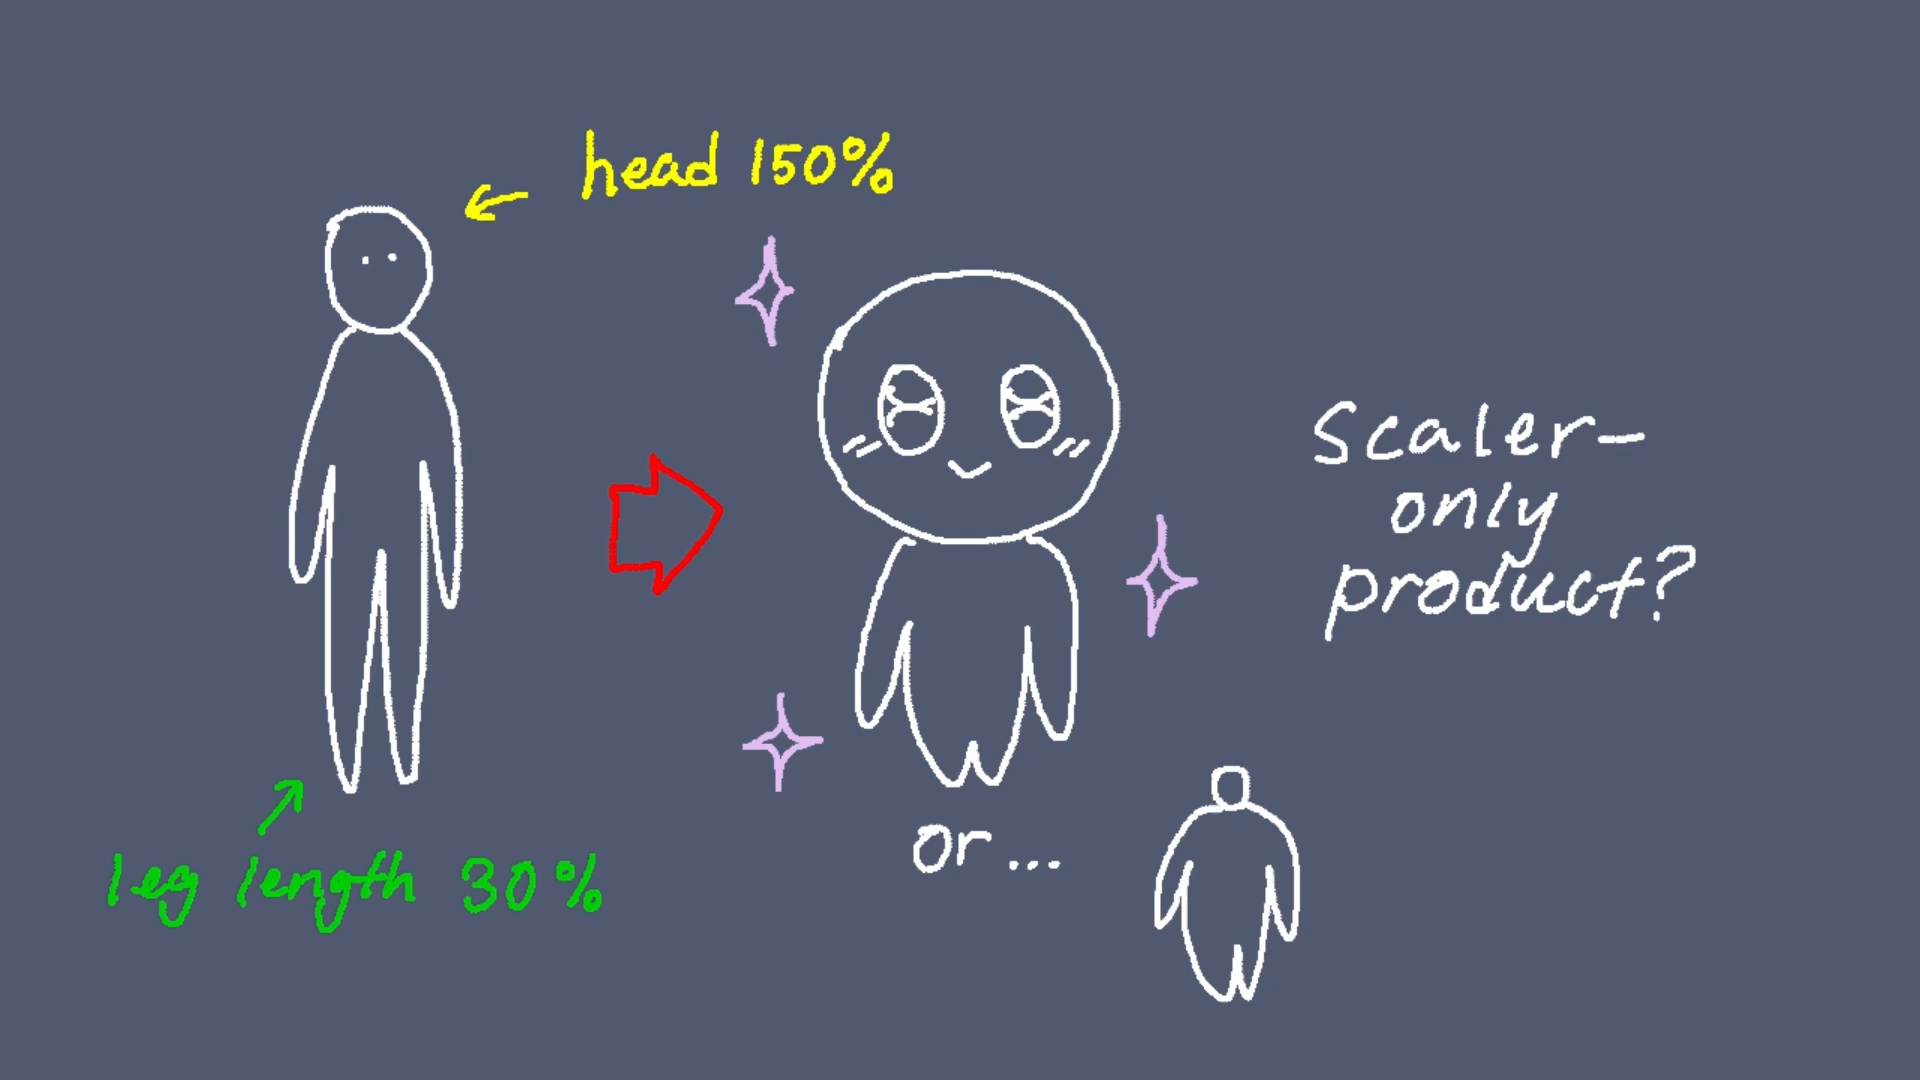 head 150%
Scaler-
only
product?
or...
leg length 30%